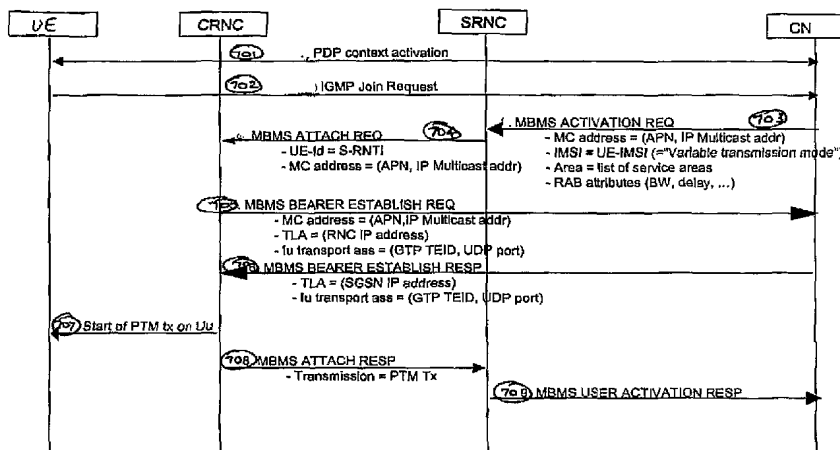 UE
CRNC
SRNC
CN
701 PDP context activation
702 IGMP Join Request
703
MBMS ACTIVATION REQ
- MC address = (APN, IP Multicast addr)
- IMSI = UE-IMSI (="Variable transmission mode")
- Area = list of service areas
- RAB attributes (BW, delay, ...)
MBMS ATTACH REQ 704
- UE-Id = S-RNTI
- MC address = (APN, IP Multicast addr)
MBMS BEARER ESTABLISH REQ
- MC address = (APN,IP Multicast addr)
- TLA = (RNC IP address)
- Iu transport ass = (GTP TEID, UDP port)
MBMS BEARER ESTABLISH RESP
- TLA = (SGSN IP address)
- Iu transport ass = (GTP TEID, UDP port)
707 Start of PTM tx on Uu
708 MBMS ATTACH RESP
- Transmission = PTM Tx
MBMS USER ACTIVATION RESP